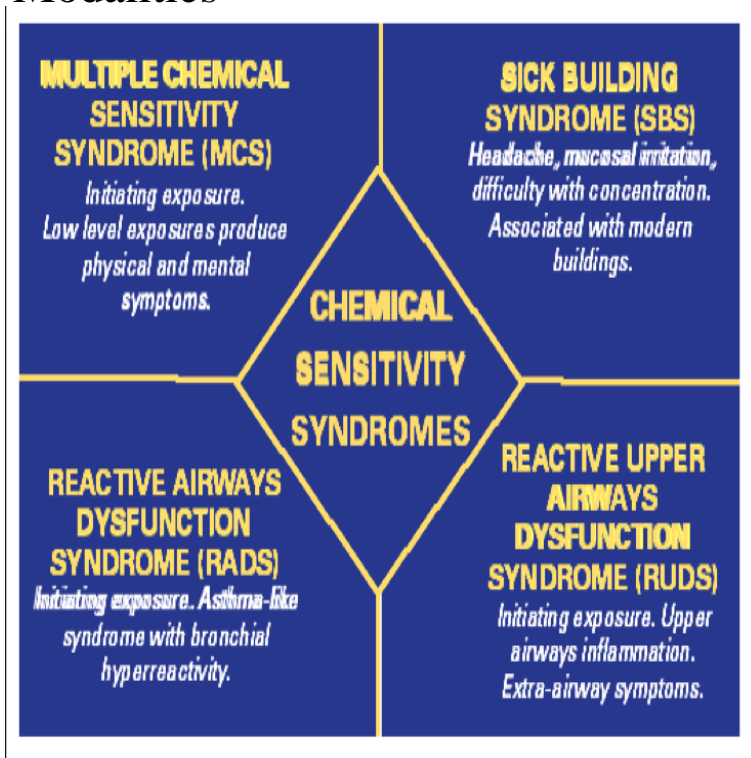 Modalities
MULTIPLE CHEMICAL
SENSITIVITY
SYNDROME (MCS)
Initiating exposure.
Low level exposures produce
physical and mental
symptoms.
SICK BUILDING
SYNDROME (SBS)
Headache, mucosal irritation,
difficulty with concentration.
Associated with modern
buildings.
CHEMICAL
SENSITIVITY
SYNDROMES
REACTIVE AIRWAYS
DYSFUNCTION
SYNDROME (RADS)
Initiating exposure. Asthma-like
syndrome with bronchial
hyperreactivity.
REACTIVE UPPER
AIRWAYS
DYSFUNCTION
SYNDROME (RUDS)
Initiating exposure. Upper
airways inflammation.
Extra-airway symptoms.